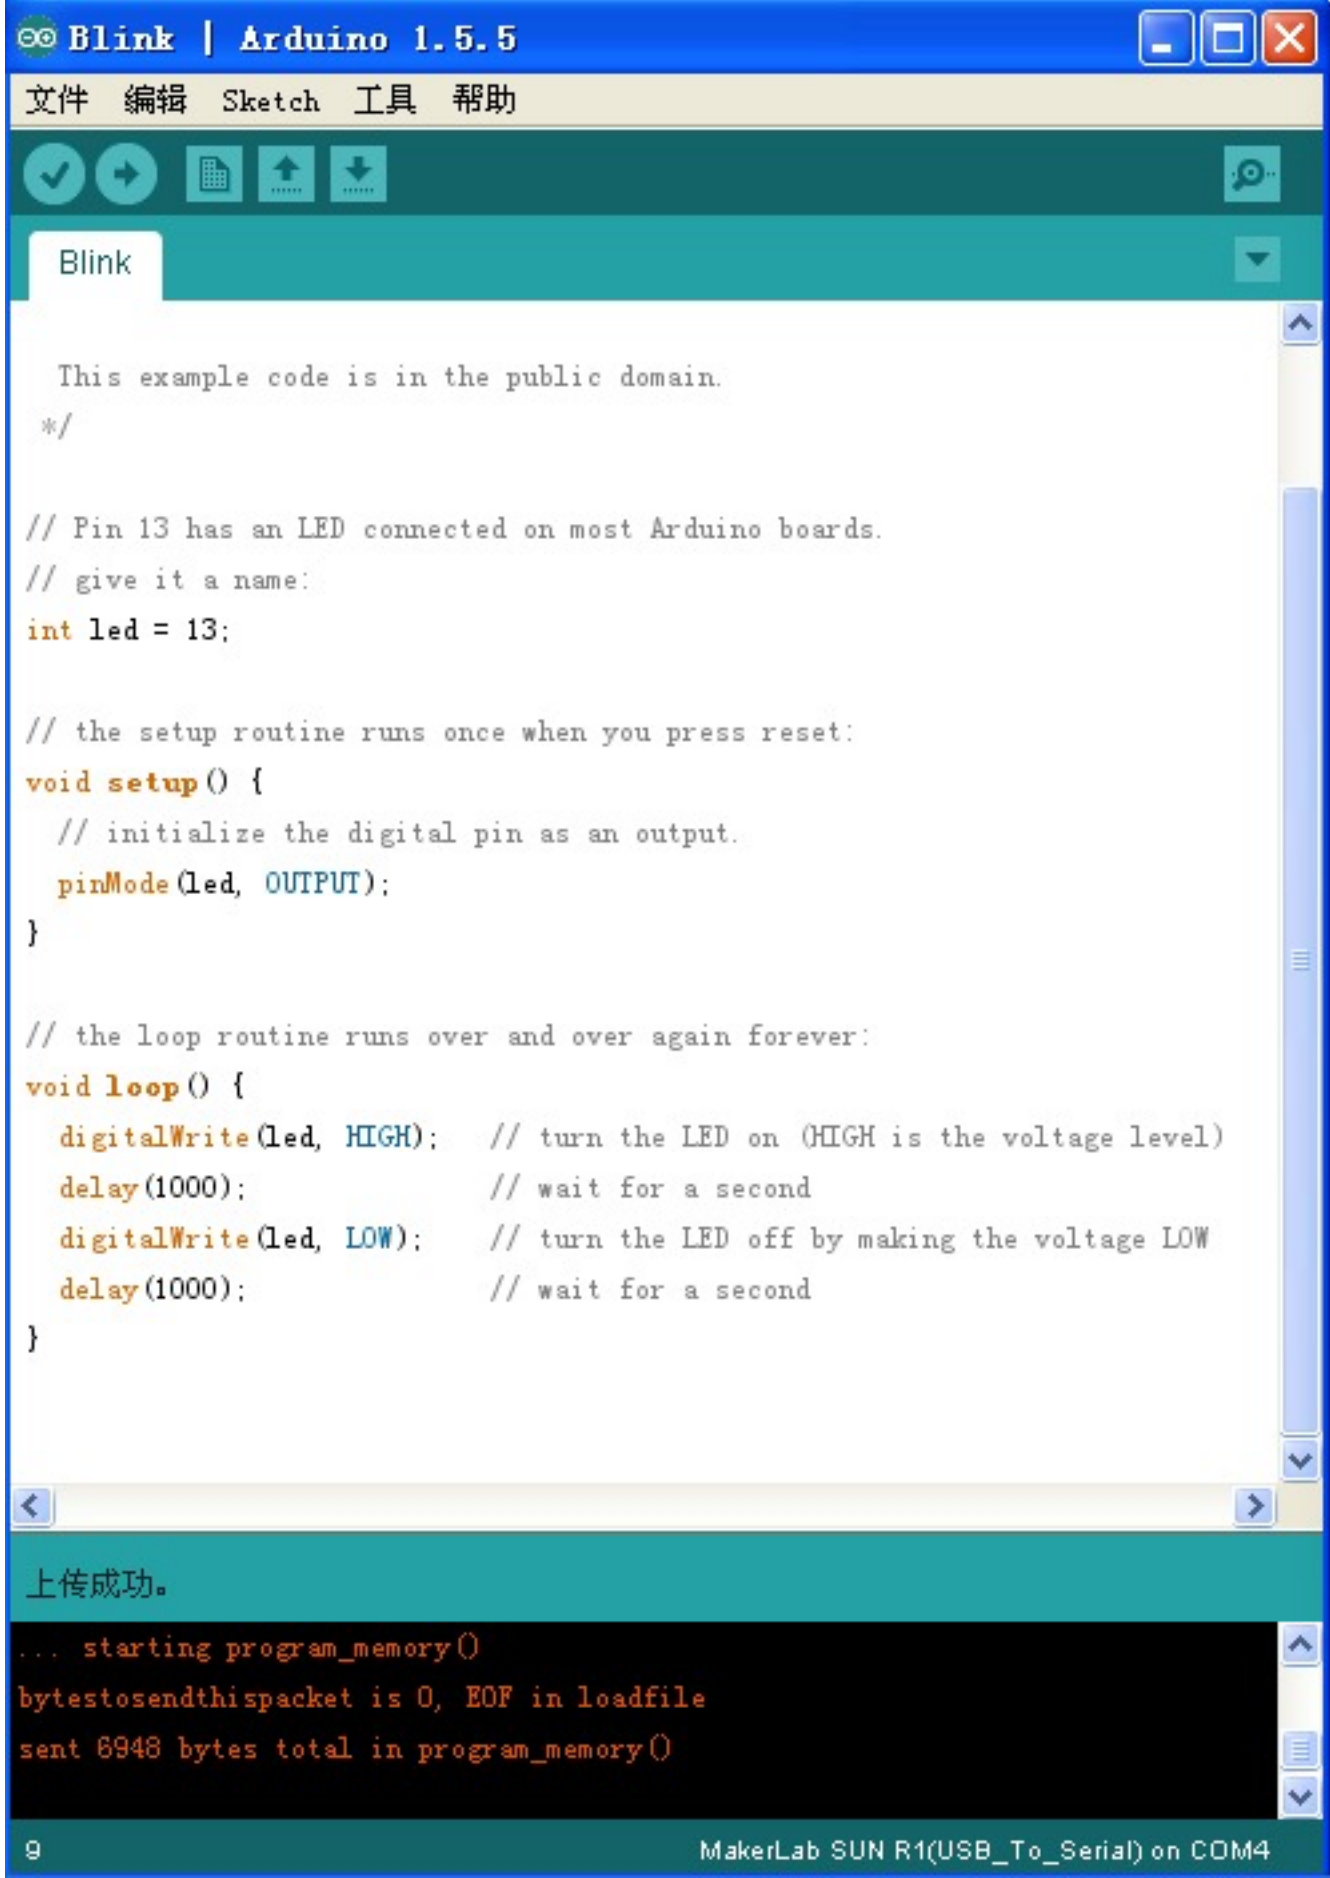 Blink | Arduino 1.5.5
文件 编辑 Sketch 工具 帮助
Blink
This example code is in the public domain.
*/
// Pin 13 has an LED connected on most Arduino boards.
// give it a name:
int led = 13;
// the setup routine runs once when you press reset:
void setup() {
// initialize the digital pin as an output.
pinMode(led, OUTPUT);
}
// the loop routine runs over and over again forever:
void loop() {
digitalWrite(led, HIGH);   // turn the LED on (HIGH is the voltage level)
delay(1000);               // wait for a second
digitalWrite(led, LOW);    // turn the LED off by making the voltage LOW
delay(1000);               // wait for a second
}
上传成功。
... starting program_memory()
bytestosendthispacket is 0, EOF in loadfile
sent 6948 bytes total in program_memory()
9 MakerLab SUN R1(USB_To_Serial) on COM4